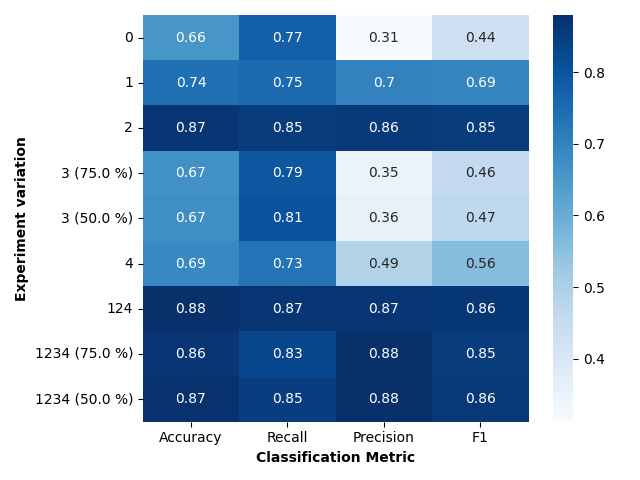 0 0.66 0.77 0.31 0.44
1 0.74 0.75 0.7 0.69
2 0.87 0.85 0.86 0.85
3 (75.0 %) 0.67 0.79 0.35 0.46
3 (50.0 %) 0.67 0.81 0.36 0.47
4 0.69 0.73 0.49 0.56
124 0.88 0.87 0.87 0.86
1234 (75.0 %) 0.86 0.83 0.88 0.85
1234 (50.0 %) 0.87 0.85 0.88 0.86
Accuracy Recall Precision F1
Classification Metric
Experiment variation
0.8
0.7
0.6
0.5
0.4